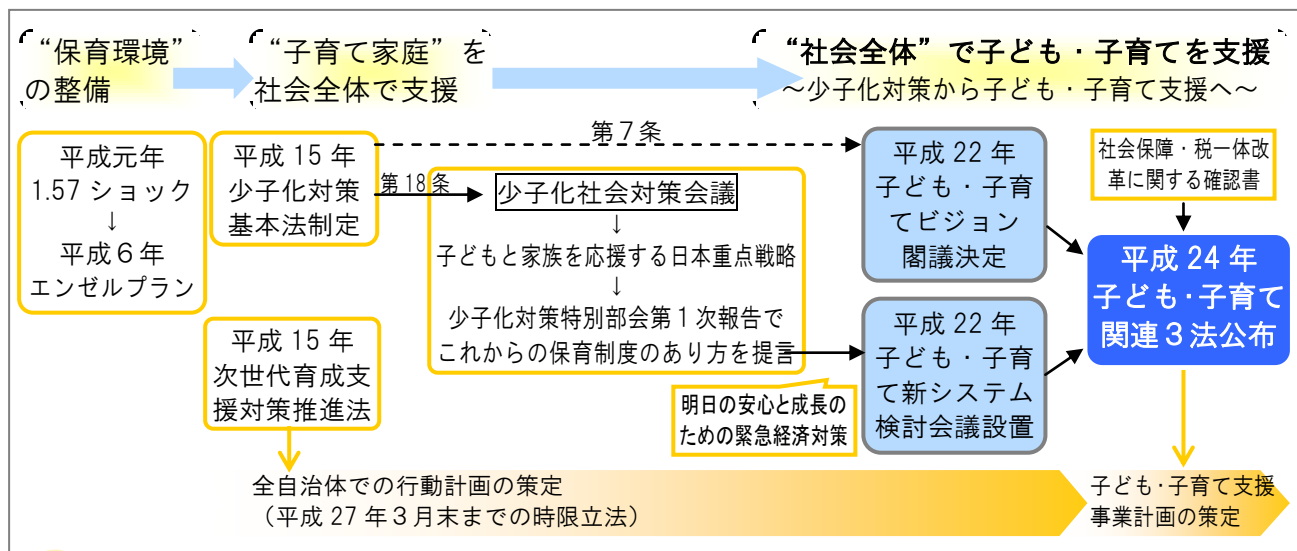 “保育環境”
の整備
“子育て家庭”を
社会全体で支援
“社会全体”で子ども・子育てを支援
～少子化対策から子ども・子育て支援へ～
平成元年
1.57ショック
↓
平成６年
エンゼルプラン
平成15年
少子化対策
基本法制定
第７条
第18条
少子化社会対策会議
↓
子どもと家族を応援する日本重点戦略
↓
少子化対策特別部会第１次報告で
これからの保育制度のあり方を提言
平成22年
子ども・子育
てビジョン
閣議決定
社会保障・税一体改
革に関する確認書
平成24年
子ども・子育て
関連３法公布
平成15年
次世代育成支
援対策推進法
明日の安心と成長の
ための緊急経済対策
平成22年
子ども・子育
て新システム
検討会議設置
全自治体での行動計画の策定
（平成27年３月末までの時限立法）
子ども・子育て支援
事業計画の策定